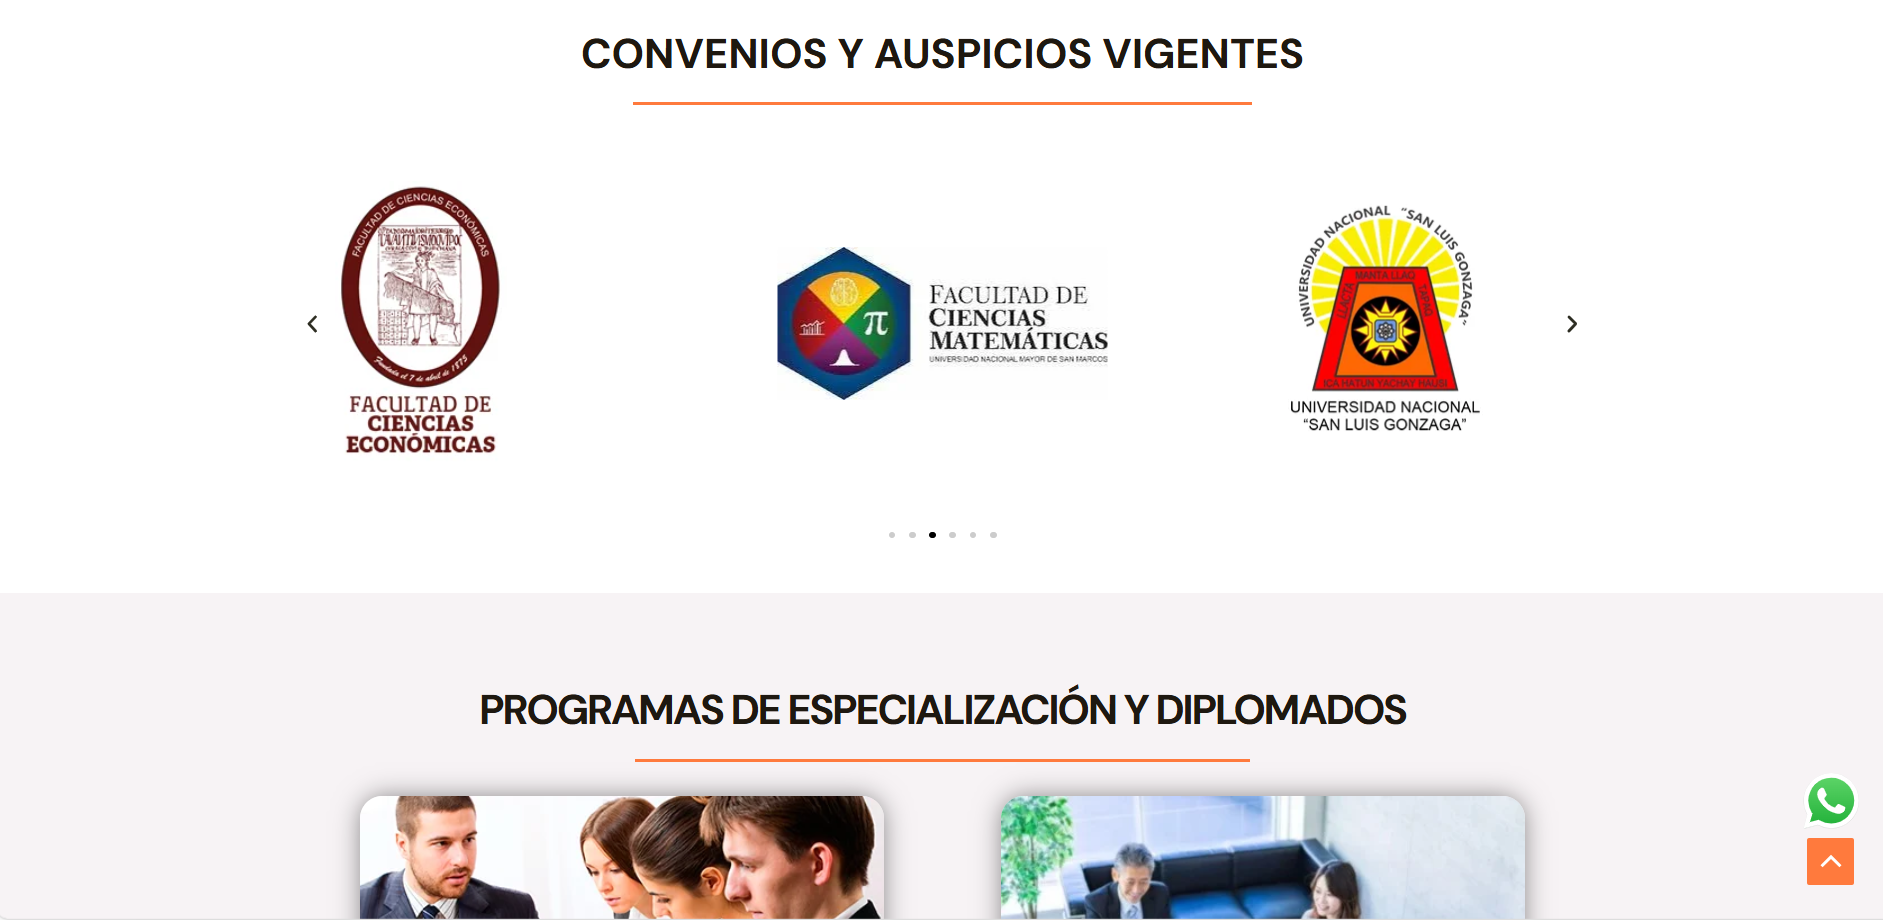 CONVENIOS Y AUSPICIOS VIGENTES
FACULTAD DE CIENCIAS ECONÓMICAS
Fundada el 7 de abril de 1875
FACULTAD DE
CIENCIAS
ECONÓMICAS
π
FACULTAD DE
CIENCIAS
MATEMÁTICAS
UNIVERSIDAD NACIONAL MAYOR DE SAN MARCOS
UNIVERSIDAD NACIONAL "SAN LUIS GONZAGA"
MANTA LLAQ
LLACTA
TAPAQ
ICA HATUN YACHAY HAUSI
UNIVERSIDAD NACIONAL
"SAN LUIS GONZAGA"
PROGRAMAS DE ESPECIALIZACIÓN Y DIPLOMADOS